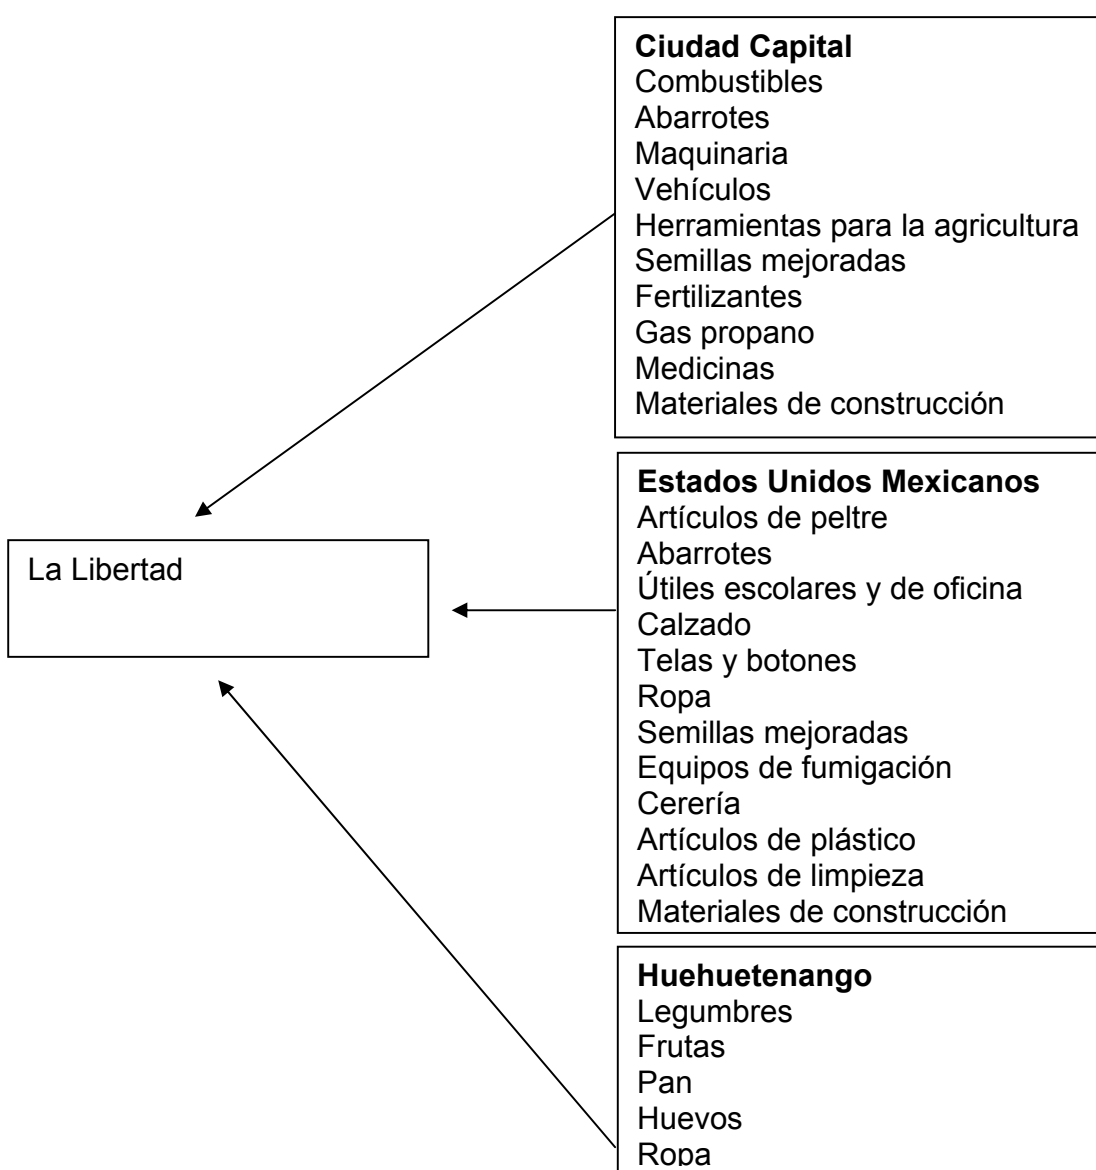 Ciudad Capital
Combustibles
Abarrotes
Maquinaria
Vehículos
Herramientas para la agricultura
Semillas mejoradas
Fertilizantes
Gas propano
Medicinas
Materiales de construcción
La Libertad
Estados Unidos Mexicanos
Artículos de peltre
Abarrotes
Útiles escolares y de oficina
Calzado
Telas y botones
Ropa
Semillas mejoradas
Equipos de fumigación
Cerería
Artículos de plástico
Artículos de limpieza
Materiales de construcción
Huehuetenango
Legumbres
Frutas
Pan
Huevos
Ropa